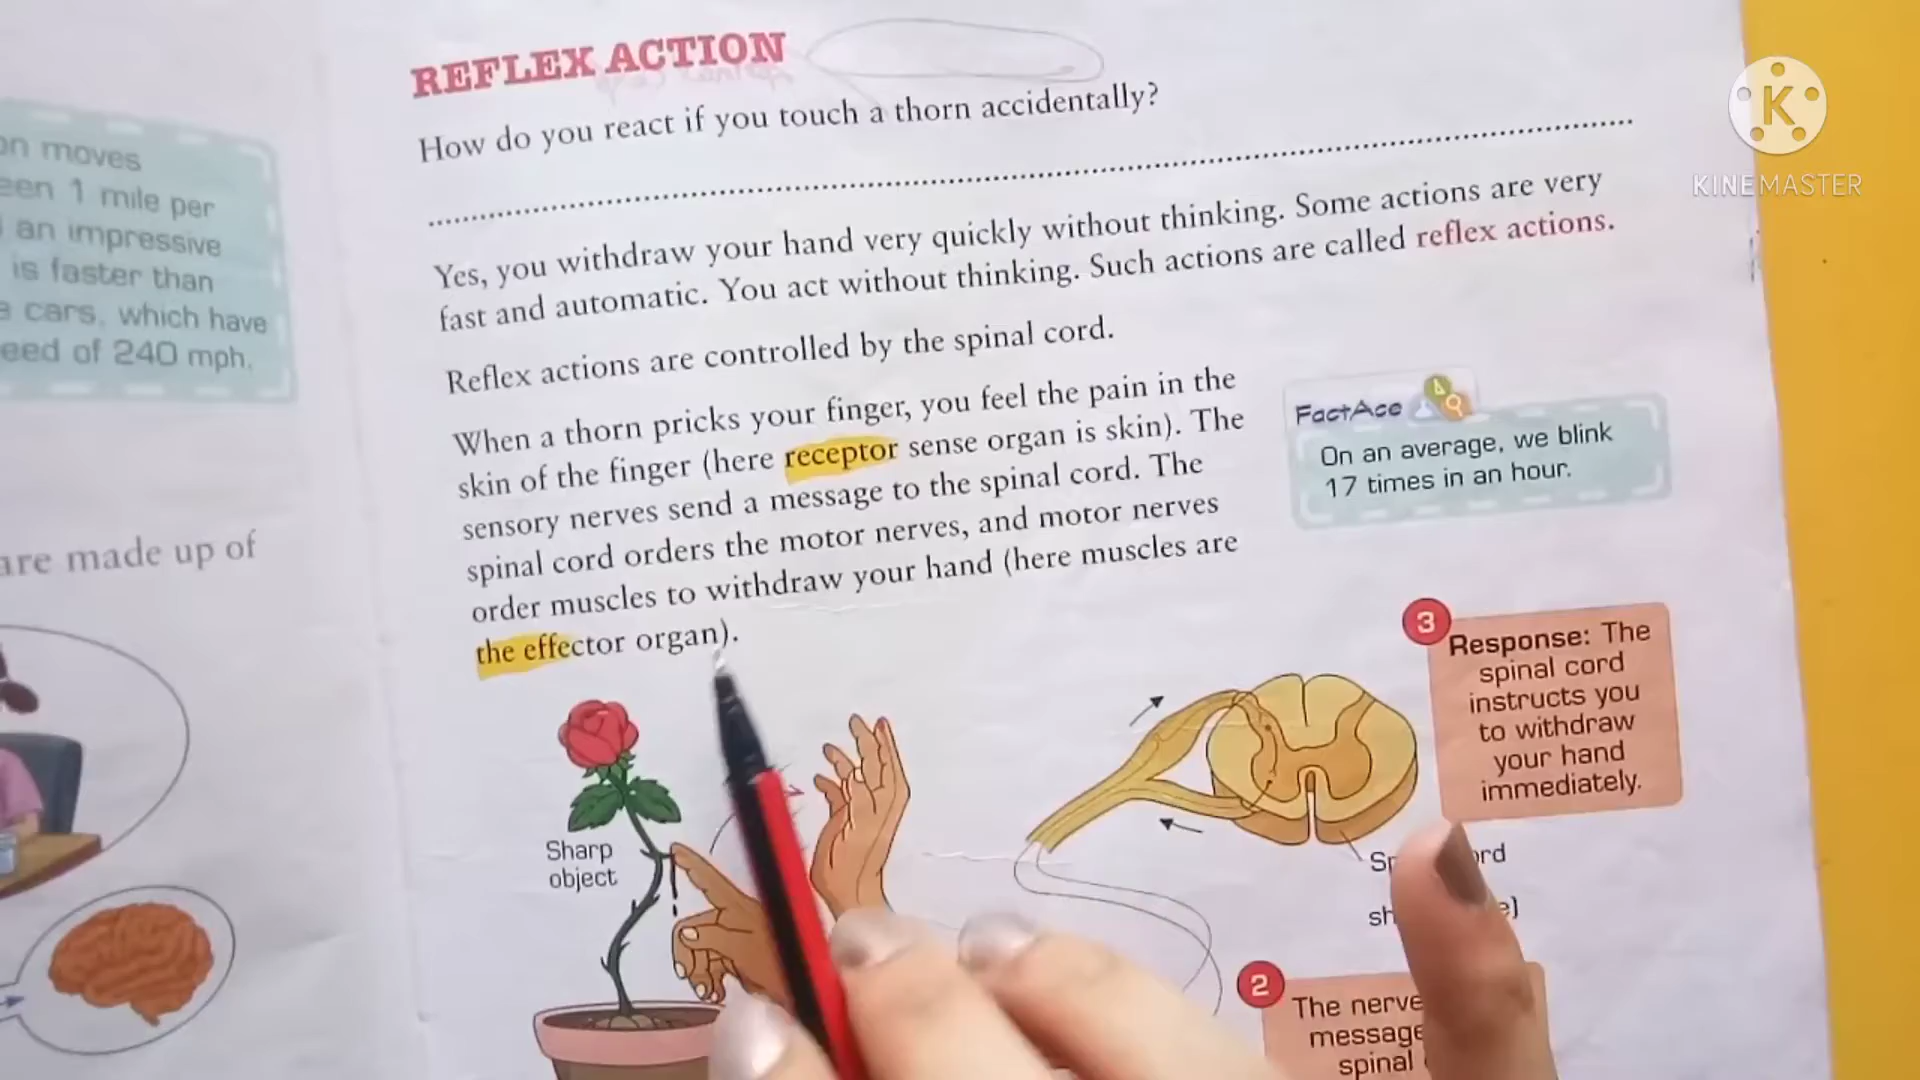 REFLEX ACTION
How do you react if you touch a thorn accidentally?
Yes, you withdraw your hand very quickly without thinking. Some actions are very
fast and automatic. You act without thinking. Such actions are called reflex actions.
Reflex actions are controlled by the spinal cord.
When a thorn pricks your finger, you feel the pain in the
skin of the finger (here receptor sense organ is skin). The
sensory nerves send a message to the spinal cord. The
spinal cord orders the motor nerves, and motor nerves
order muscles to withdraw your hand (here muscles are
the effector organ).
on moves
een 1 mile per
an impressive
is faster than
cars, which have
eed of 240 mph.
are made up of
FactAce
On an average, we blink
17 times in an hour.
3
Response: The
spinal cord
instructs you
to withdraw
your hand
immediately.
Sharp
object
2
The nerve
message
spinal
K
KINEMASTER